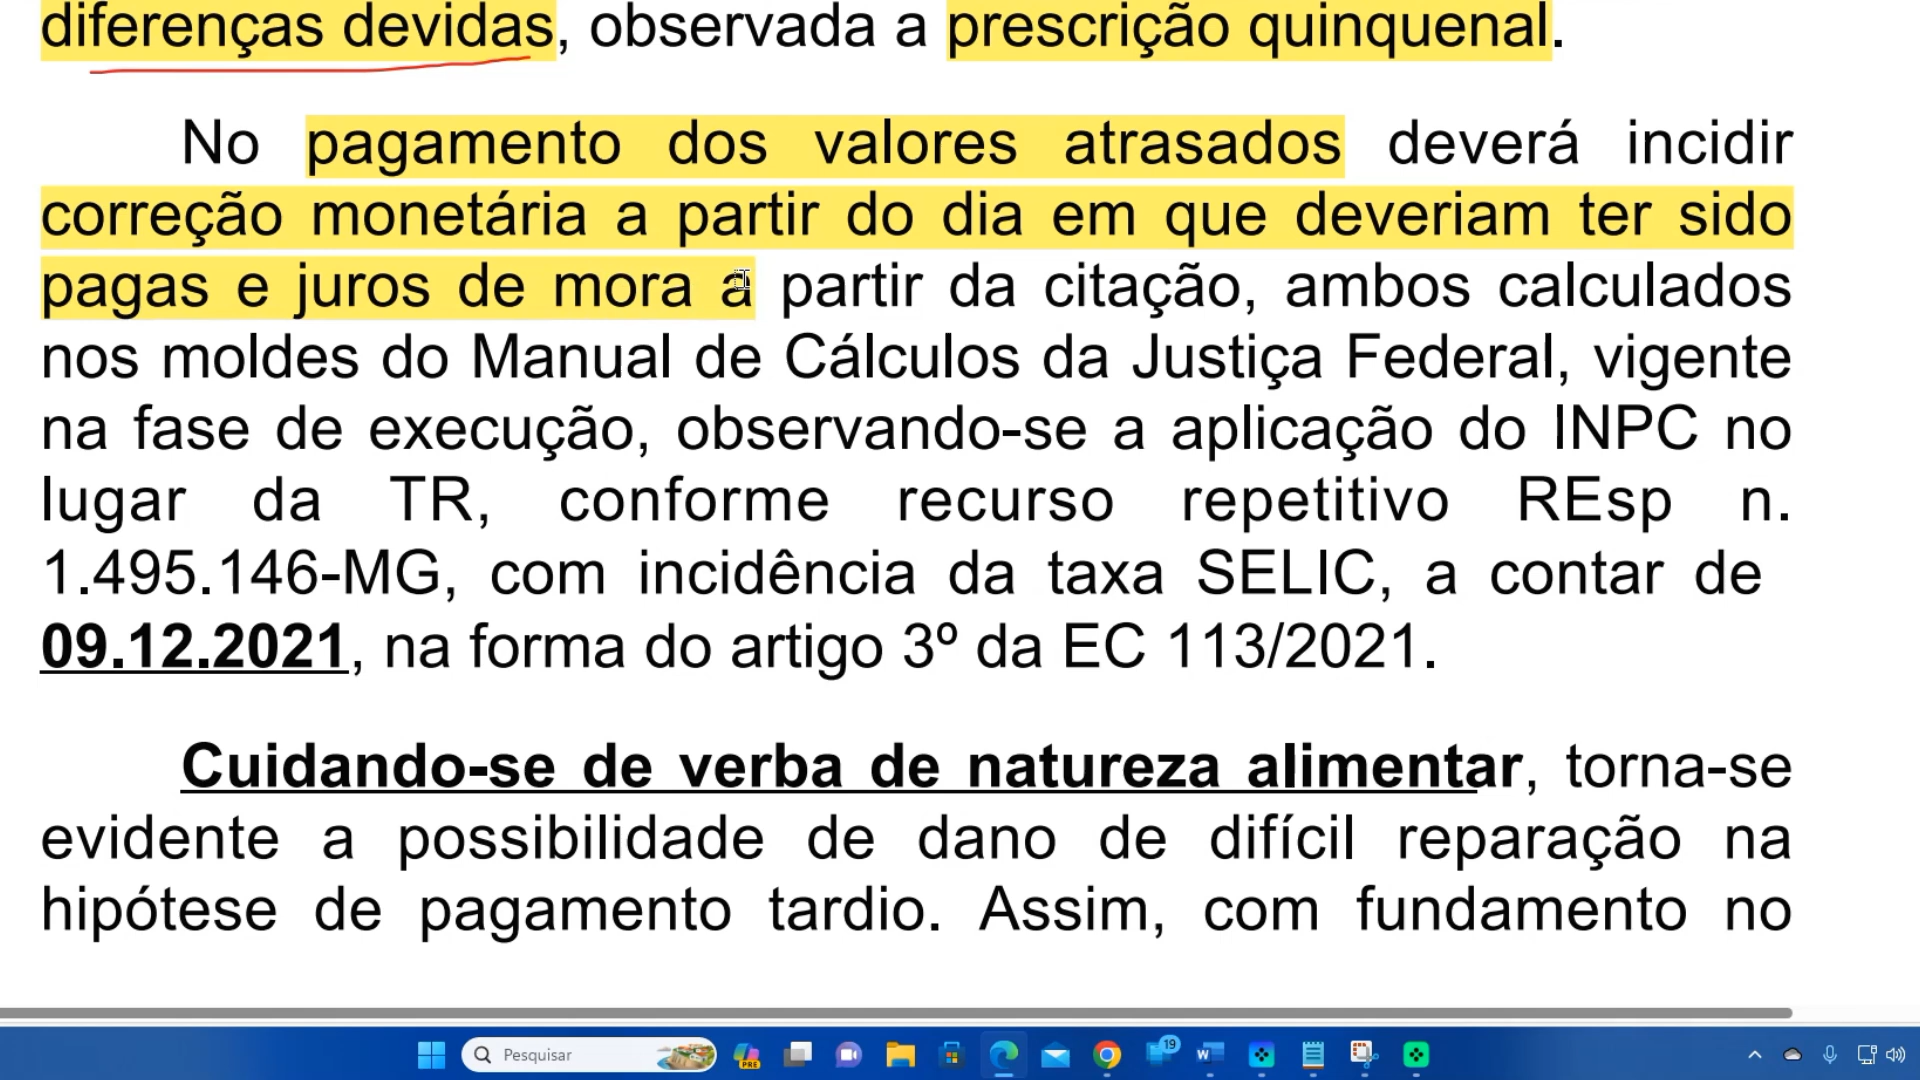 diferenças devidas, observada a prescrição quinquenal.
No pagamento dos valores atrasados deverá incidir
correção monetária a partir do dia em que deveriam ter sido
pagas e juros de mora a partir da citação, ambos calculados
nos moldes do Manual de Cálculos da Justiça Federal, vigente
na fase de execução, observando-se a aplicação do INPC no
lugar da TR, conforme recurso repetitivo REsp n.
1.495.146-MG, com incidência da taxa SELIC, a contar de
09.12.2021, na forma do artigo 3º da EC 113/2021.
Cuidando-se de verba de natureza alimentar, torna-se
evidente a possibilidade de dano de difícil reparação na
hipótese de pagamento tardio. Assim, com fundamento no
Pesquisar
PRE
19